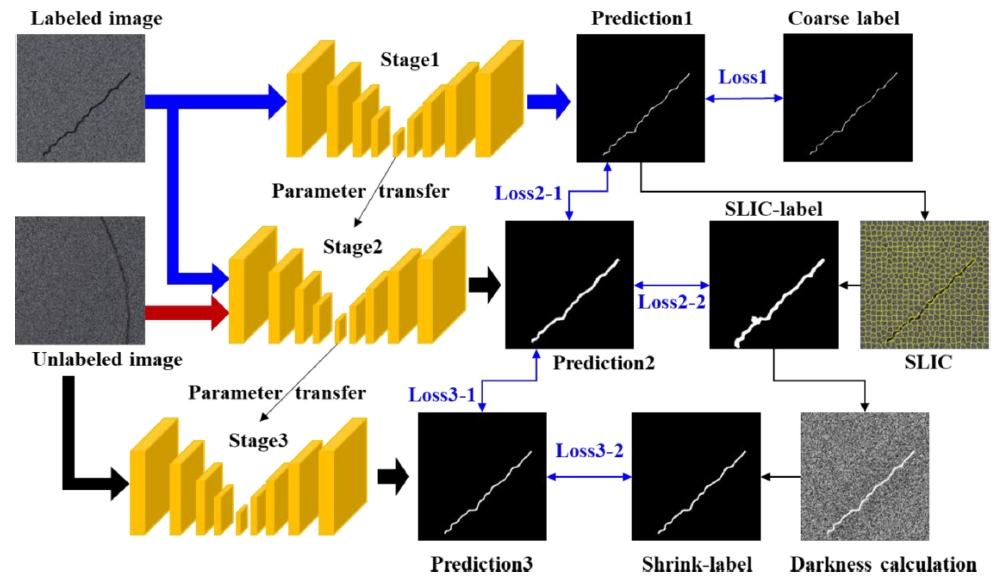 Labeled image
Prediction1
Coarse label
Stage1
Loss1
Parameter transfer
Loss2-1
SLIC-label
Stage2
Loss2-2
Unlabeled image
Prediction2
SLIC
Parameter transfer
Loss3-1
Stage3
Loss3-2
Prediction3
Shrink-label
Darkness calculation